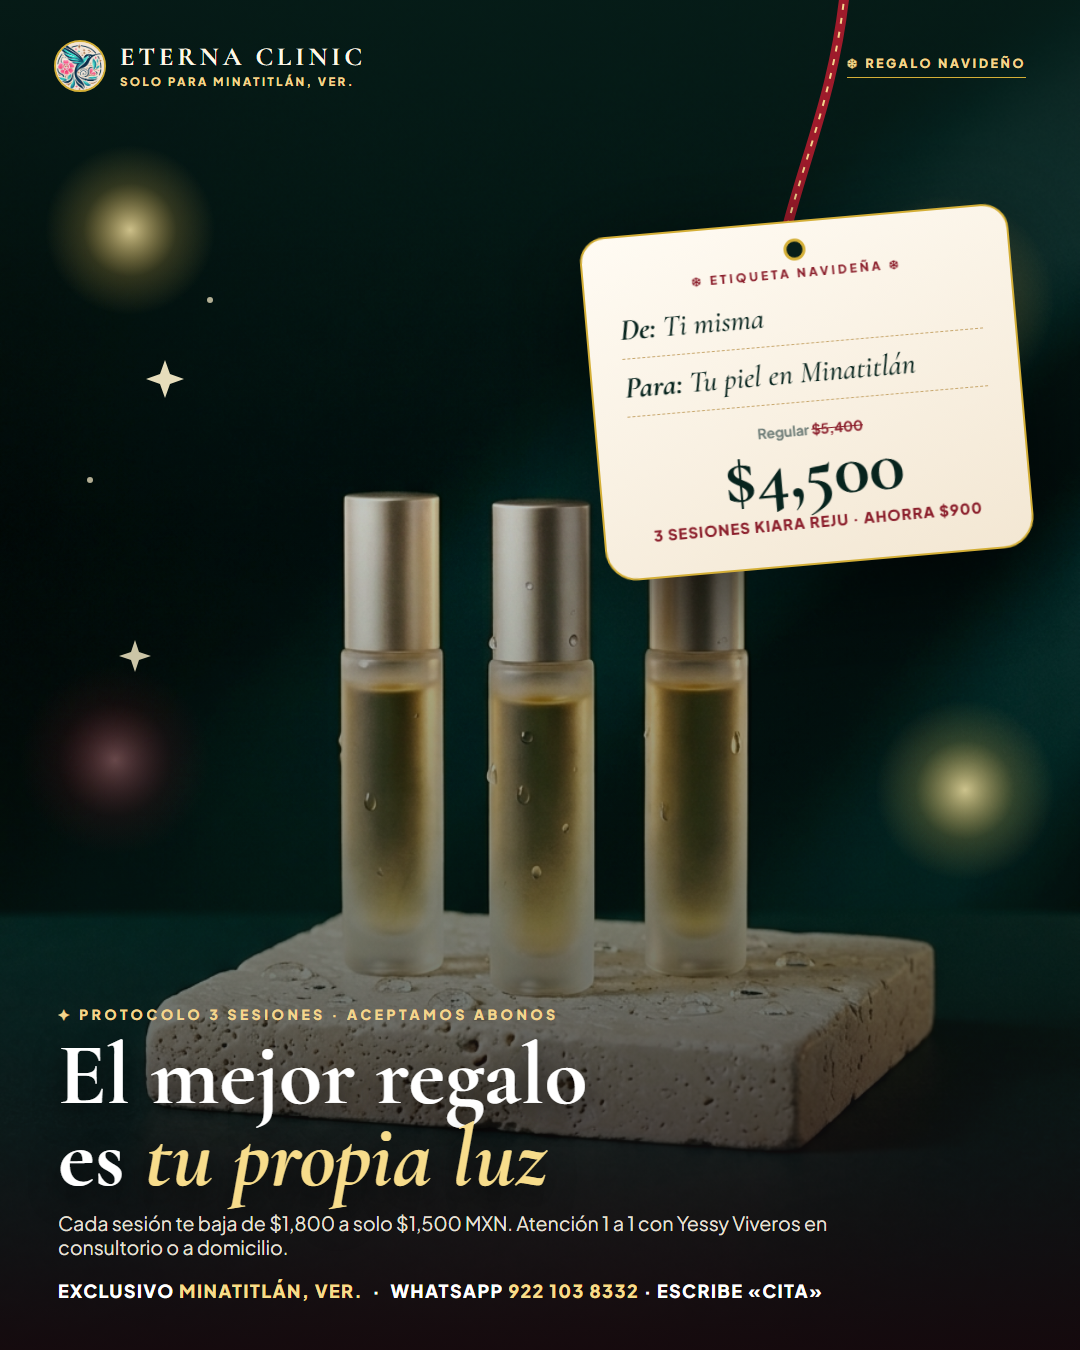 ETERNA CLINIC
SOLO PARA MINATITLÁN, VER.
❄ REGALO NAVIDEÑO
❄ ETIQUETA NAVIDEÑA ❄
De: Ti misma
Para: Tu piel en Minatitlán
Regular $5,400
$4,500
3 SESIONES KIARA REJU · AHORRA $900
✦ PROTOCOLO 3 SESIONES · ACEPTAMOS ABONOS
El mejor regalo
es tu propia luz
Cada sesión te baja de $1,800 a solo $1,500 MXN. Atención 1 a 1 con Yessy Viveros en
consultorio o a domicilio.
EXCLUSIVO MINATITLÁN, VER. · WHATSAPP 922 103 8332 · ESCRIBE «CITA»